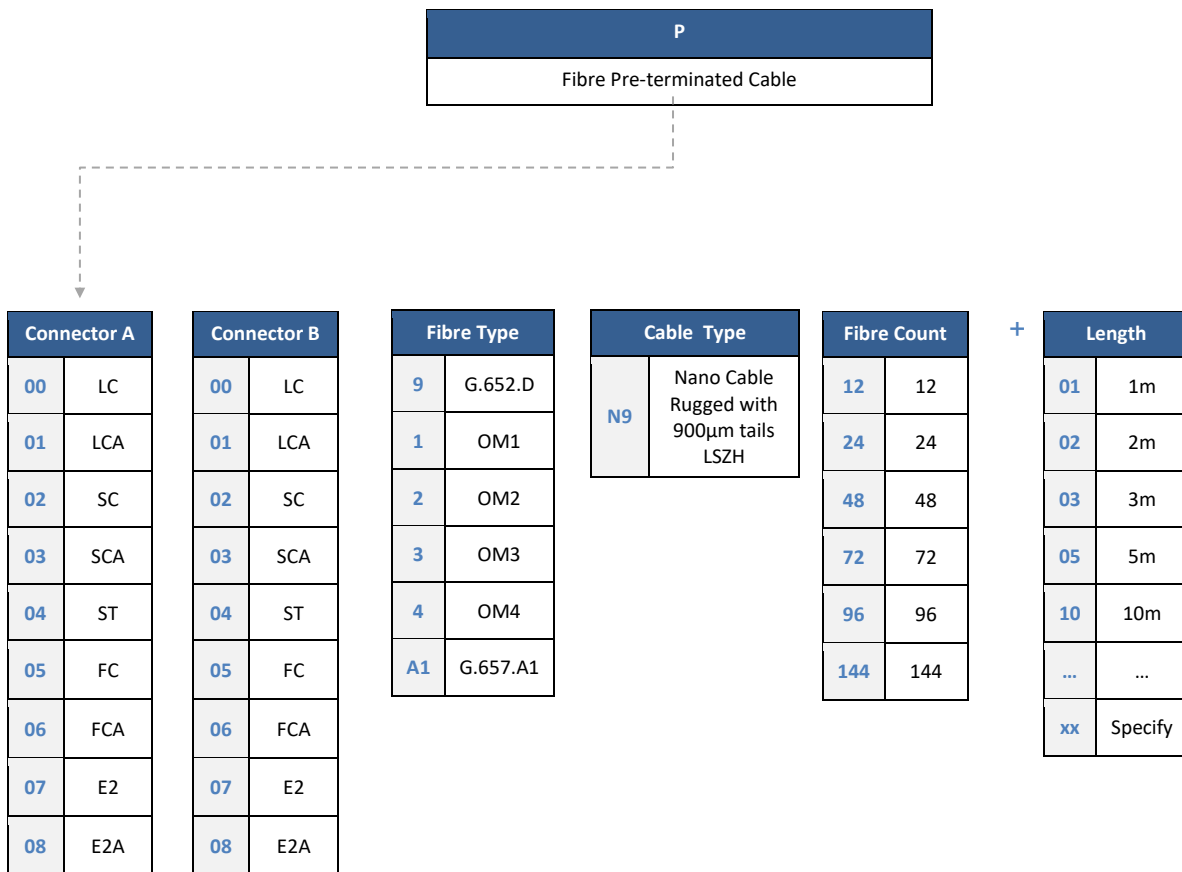 P
Fibre Pre-terminated Cable
Connector A
00 LC
01 LCA
02 SC
03 SCA
04 ST
05 FC
06 FCA
07 E2
08 E2A
Connector B
00 LC
01 LCA
02 SC
03 SCA
04 ST
05 FC
06 FCA
07 E2
08 E2A
Fibre Type
9 G.652.D
1 OM1
2 OM2
3 OM3
4 OM4
A1 G.657.A1
Cable Type
N9
Nano Cable
Rugged with
900µm tails
LSZH
Fibre Count
12 12
24 24
48 48
72 72
96 96
144 144
+
Length
01 1m
02 2m
03 3m
05 5m
10 10m
... ...
xx Specify